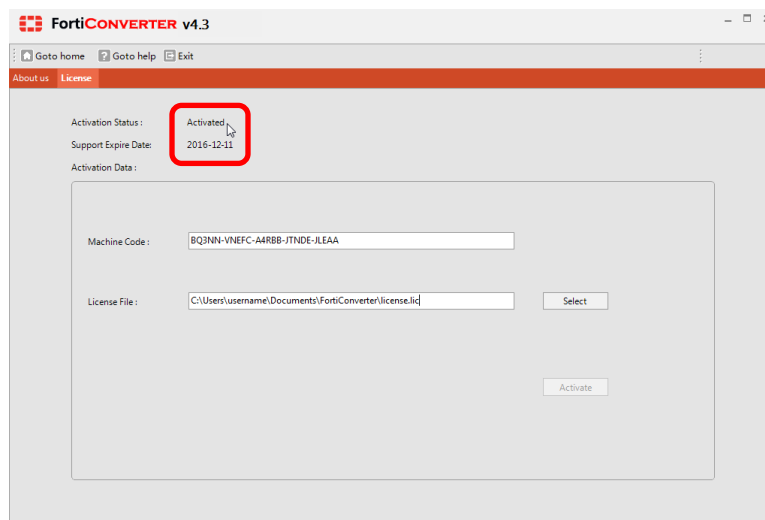 FortiCONVERTER v4.3
Goto home Goto help Exit
About us License
Activation Status : Activated
Support Expire Date: 2016-12-11
Activation Data :
Machine Code : BQ3NN-VNEFC-A4RBB-JTNDE-JLEAA
License File : C:\Users\username\Documents\FortiConverter\license.lic Select
Activate